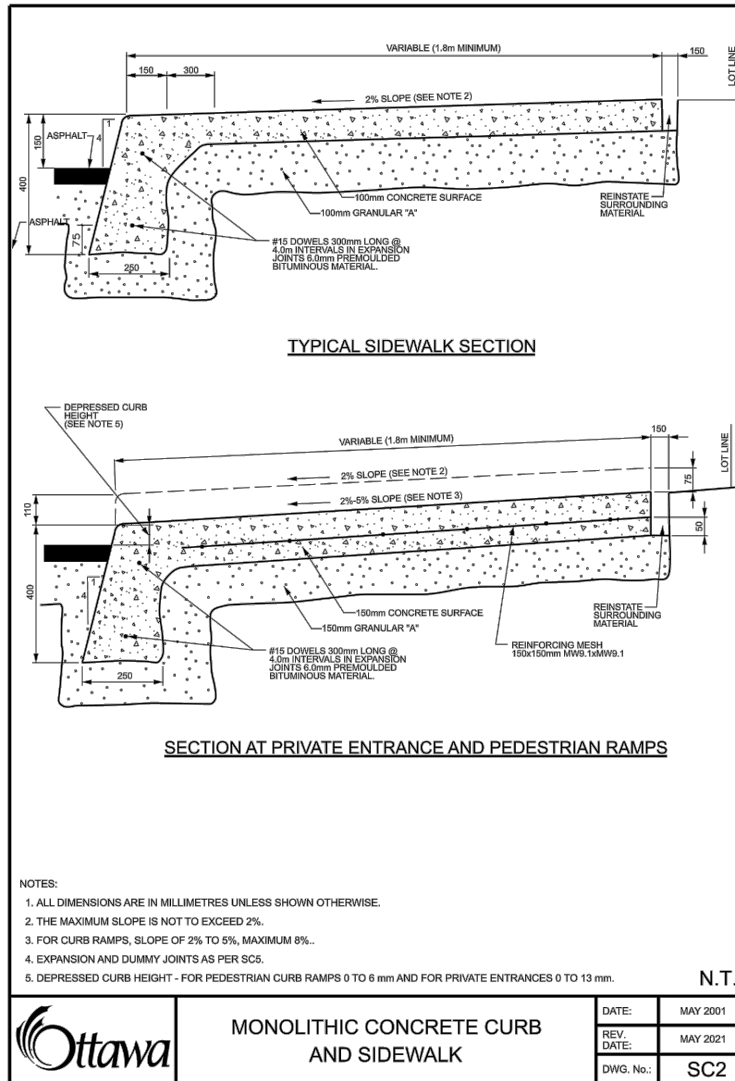 VARIABLE (1.8m MINIMUM)
150
LOT LINE
150
300
2% SLOPE (SEE NOTE 2)
1
4
ASPHALT
150
400
100mm CONCRETE SURFACE
100mm GRANULAR "A"
REINSTATE
SURROUNDING
MATERIAL
ASPHALT
75
#15 DOWELS 300mm LONG @
4.0m INTERVALS IN EXPANSION
JOINTS 6.0mm PREMOULDED
BITUMINOUS MATERIAL.
250
TYPICAL SIDEWALK SECTION
DEPRESSED CURB
HEIGHT
(SEE NOTE 5)
VARIABLE (1.8m MINIMUM)
150
LOT LINE
2% SLOPE (SEE NOTE 2)
75
2%-5% SLOPE (SEE NOTE 3)
110
50
400
1
4
150mm CONCRETE SURFACE
150mm GRANULAR "A"
REINSTATE
SURROUNDING
MATERIAL
#15 DOWELS 300mm LONG @
4.0m INTERVALS IN EXPANSION
JOINTS 6.0mm PREMOULDED
BITUMINOUS MATERIAL.
REINFORCING MESH
150x150mm MW9.1xMW9.1
250
SECTION AT PRIVATE ENTRANCE AND PEDESTRIAN RAMPS
NOTES:
1. ALL DIMENSIONS ARE IN MILLIMETRES UNLESS SHOWN OTHERWISE.
2. THE MAXIMUM SLOPE IS NOT TO EXCEED 2%.
3. FOR CURB RAMPS, SLOPE OF 2% TO 5%, MAXIMUM 8%..
4. EXPANSION AND DUMMY JOINTS AS PER SC5.
5. DEPRESSED CURB HEIGHT - FOR PEDESTRIAN CURB RAMPS 0 TO 6 mm AND FOR PRIVATE ENTRANCES 0 TO 13 mm.
N.T.
Ottawa
MONOLITHIC CONCRETE CURB
AND SIDEWALK
DATE: MAY 2001
REV.
DATE: MAY 2021
DWG. No.: SC2